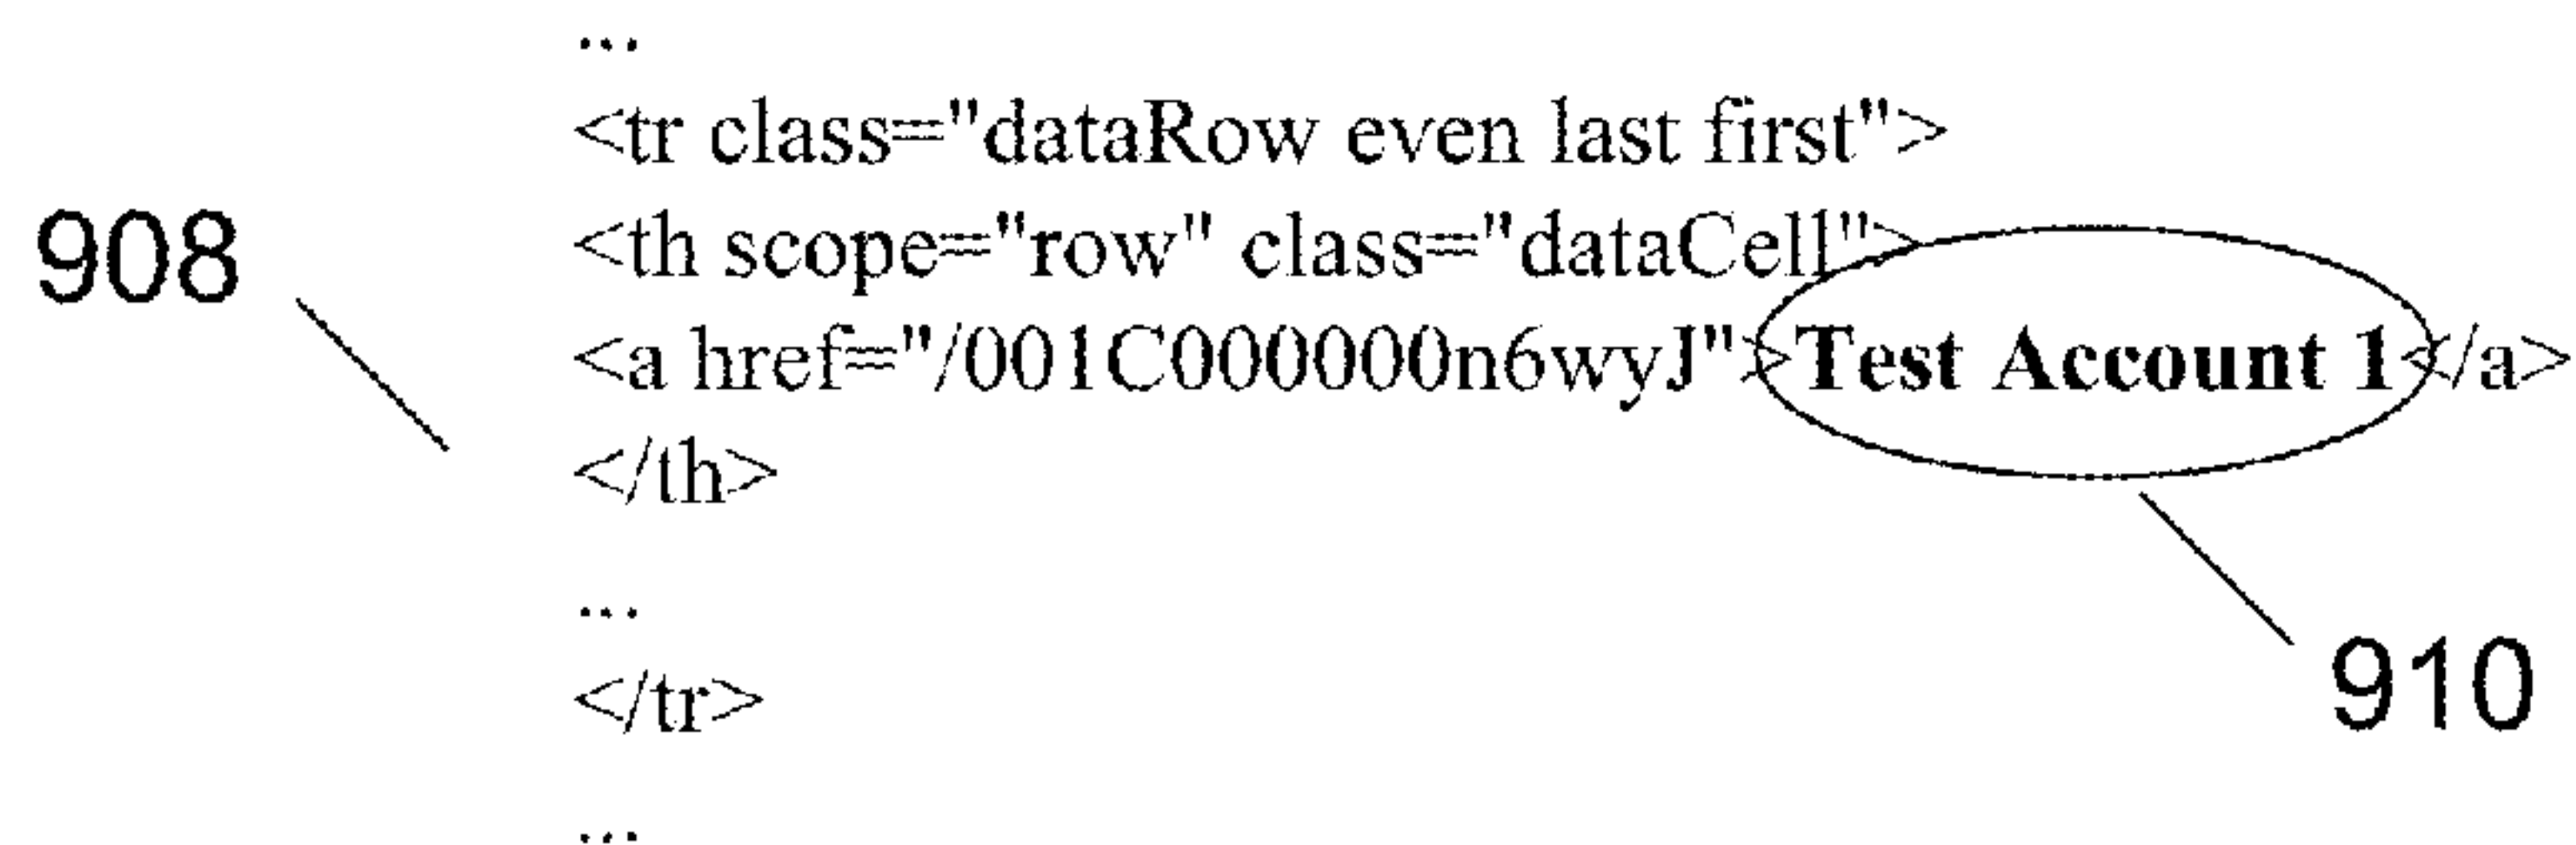 ...
<tr class="dataRow even last first">
908
<th scope="row" class="dataCell">
<a href="/001C000000n6wyJ">Test Account 1</a>
</th>
...
</tr>
910
...